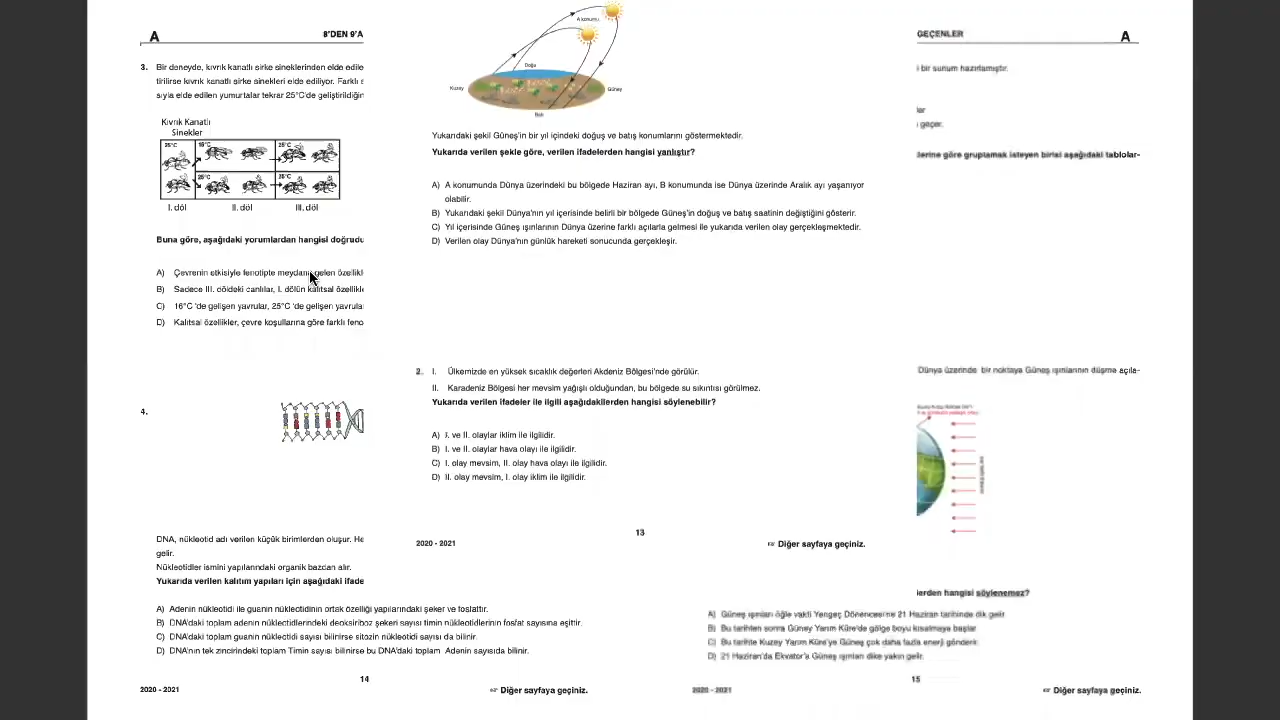 A
8'DEN 9'A
3. Bir deneyde, kıvrık kanatlı sirke sineklerinden elde edile
tirilirse kıvrık kanatlı sirke sinekleri elde ediliyor. Farklı s
sıyla elde edilen yumurtalar tekrar 25°C'de geliştirildiğin
Kıvrık Kanatlı
Sinekler
25°C 16°C 25°C
25°C 25°C
I. döl II. döl III. döl
Buna göre, aşağıdaki yorumlardan hangisi doğrudu
A) Çevrenin etkisiyle fenotipte meydana gelen özellikl
B) Sadece III. döldeki canlılar, I. dölün kalıtsal özellikle
C) 16°C 'de gelişen yavrular, 25°C 'de gelişen yavrula
D) Kalıtsal özellikler, çevre koşullarına göre farklı feno
4.
DNA, nükleotid adı verilen küçük birimlerden oluşur. He
gelir.
Nükleotidler ismini yapılarındaki organik bazdan alır.
Yukarıda verilen kalıtım yapıları için aşağıdaki ifade
A) Adenin nükleotidi ile guanin nükleotidinin ortak özelliği yapılarındaki şeker ve fosfattır.
B) DNA'daki toplam adenin nüklectidlerindeki deoksiriboz şekeri sayısı timin nükleotidlerinin fosfat sayısına eşittir.
C) DNA'daki toplam guanin nükleotidi sayısı bilinirse sitozin nükleotidi sayısı da bilinir.
D) DNA'nın tek zincirindeki toplam Timin sayısı bilinirse bu DNA'daki toplam Adenin sayısıda bilinir.
14
2020 - 2021
☞ Diğer sayfaya geçiniz.
A konumu
Doğu
Kuzey
Güney
Batı
Yukarıdaki şekil Güneş'in bir yıl içindeki doğuş ve batış konumlarını göstermektedir.
Yukarıda verilen şekle göre, verilen ifadelerden hangisi yanlıştır?
A) A konumunda Dünya üzerindeki bu bölgede Haziran ayı, B konumunda ise Dünya üzerinde Aralık ayı yaşanıyor
olabilir.
B) Yukarıdaki şekil Dünya'nın yıl içerisinde belirli bir bölgede Güneş'in doğuş ve batış saatinin değiştiğini gösterir.
C) Yıl içerisinde Güneş ışınlarının Dünya üzerine farklı açılarla gelmesi ile yukarıda verilen olay gerçekleşmektedir.
D) Verilen olay Dünya'nın günlük hareketi sonucunda gerçekleşir.
2. I. Ülkemizde en yüksek sıcaklık değerleri Akdeniz Bölgesi'nde görülür.
II. Karadeniz Bölgesi her mevsim yağışlı olduğundan, bu bölgede su sıkıntısı görülmez.
Yukarıda verilen ifadeler ile ilgili aşağıdakilerden hangisi söylenebilir?
A) I. ve II. olaylar iklim ile ilgilidir.
B) I. ve II. olaylar hava olayı ile ilgilidir.
C) I. olay mevsim, II. olay hava olayı ile ilgilidir.
D) II. olay mevsim, I. olay iklim ile ilgilidir.
13
2020 - 2021
☞ Diğer sayfaya geçiniz.
GEÇENLER
A
i bir sunum hazırlamıştır.
lar
geçer.
lerine göre gruplamak isteyen birisi aşağıdaki tablolar-
Dünya üzerinde bir noktaya Güneş ışınlarının düşme açıla-
lerden hangisi söylenemez?
A) Güneş ışınları öğle vakti Yengeç Dönencesi'ne 21 Haziran tarihinde dik gelir
B) Bu tarihten sonra Güney Yarım Küre'de gölge boyu kısalmaya başlar
C) Bu tarihte Kuzey Yarım Küre'ye Güneş çok daha fazla enerji gönderir.
D) 21 Haziran'da Ekvator'a Güneş ışınları dike yakın gelir.
15
2020 - 2021
☞ Diğer sayfaya geçiniz.